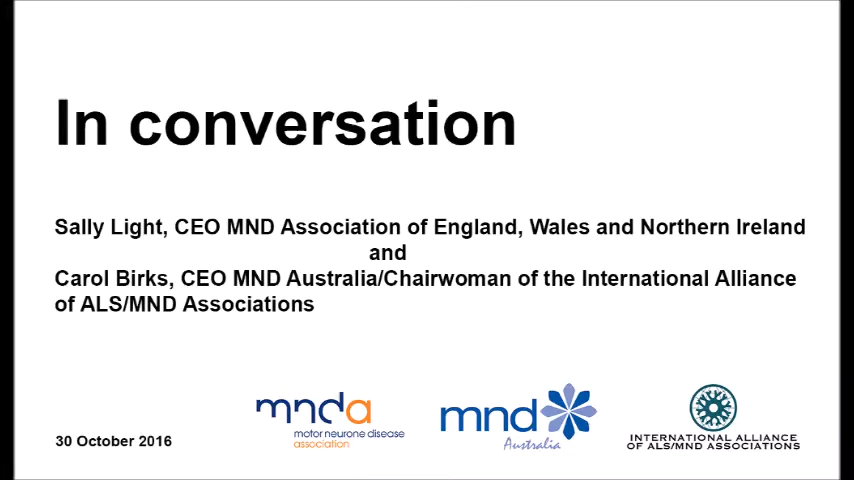 In conversation
Sally Light, CEO MND Association of England, Wales and Northern Ireland
and
Carol Birks, CEO MND Australia/Chairwoman of the International Alliance
of ALS/MND Associations
30 October 2016
mnda
motor neurone disease
association
mnd
Australia
INTERNATIONAL ALLIANCE
OF ALS/MND ASSOCIATIONS